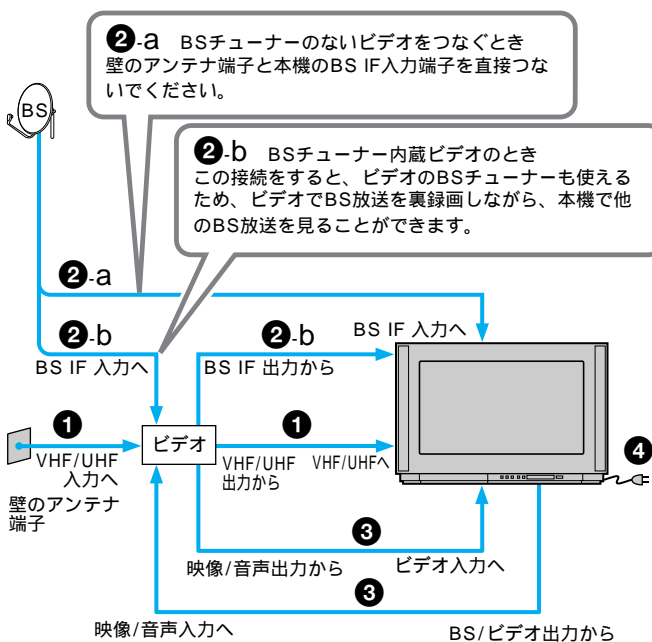 ❷-a BSチューナーのないビデオをつなぐとき
壁のアンテナ端子と本機のBS IF入力端子を直接つな
いでください。
BS
❷-b BSチューナー内蔵ビデオのとき
この接続をすると、ビデオのBSチューナーも使える
ため、ビデオでBS放送を裏録画しながら、本機で他
のBS放送を見ることができます。
❷-a
❷-b
BS IF 入力へ
❷-b
BS IF 出力から
BS IF 入力へ
❶
VHF/UHF
入力へ
壁のアンテナ
端子
ビデオ
❶
VHF/UHF
出力から
VHF/UHFへ
❹
❸
映像/音声出力から
ビデオ入力へ
❸
映像/音声入力へ
BS/ビデオ出力から